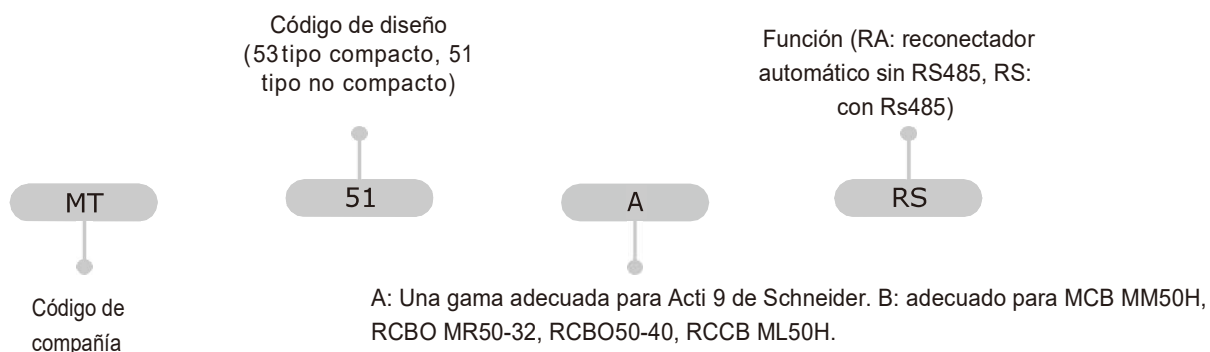 Código de diseño
(53 tipo compacto, 51
tipo no compacto)
Función (RA: reconectador
automático sin RS485, RS:
con Rs485)
MT
51
A
RS
Código de
compañía
A: Una gama adecuada para Acti 9 de Schneider. B: adecuado para MCB MM50H,
RCBO MR50-32, RCBO50-40, RCCB ML50H.